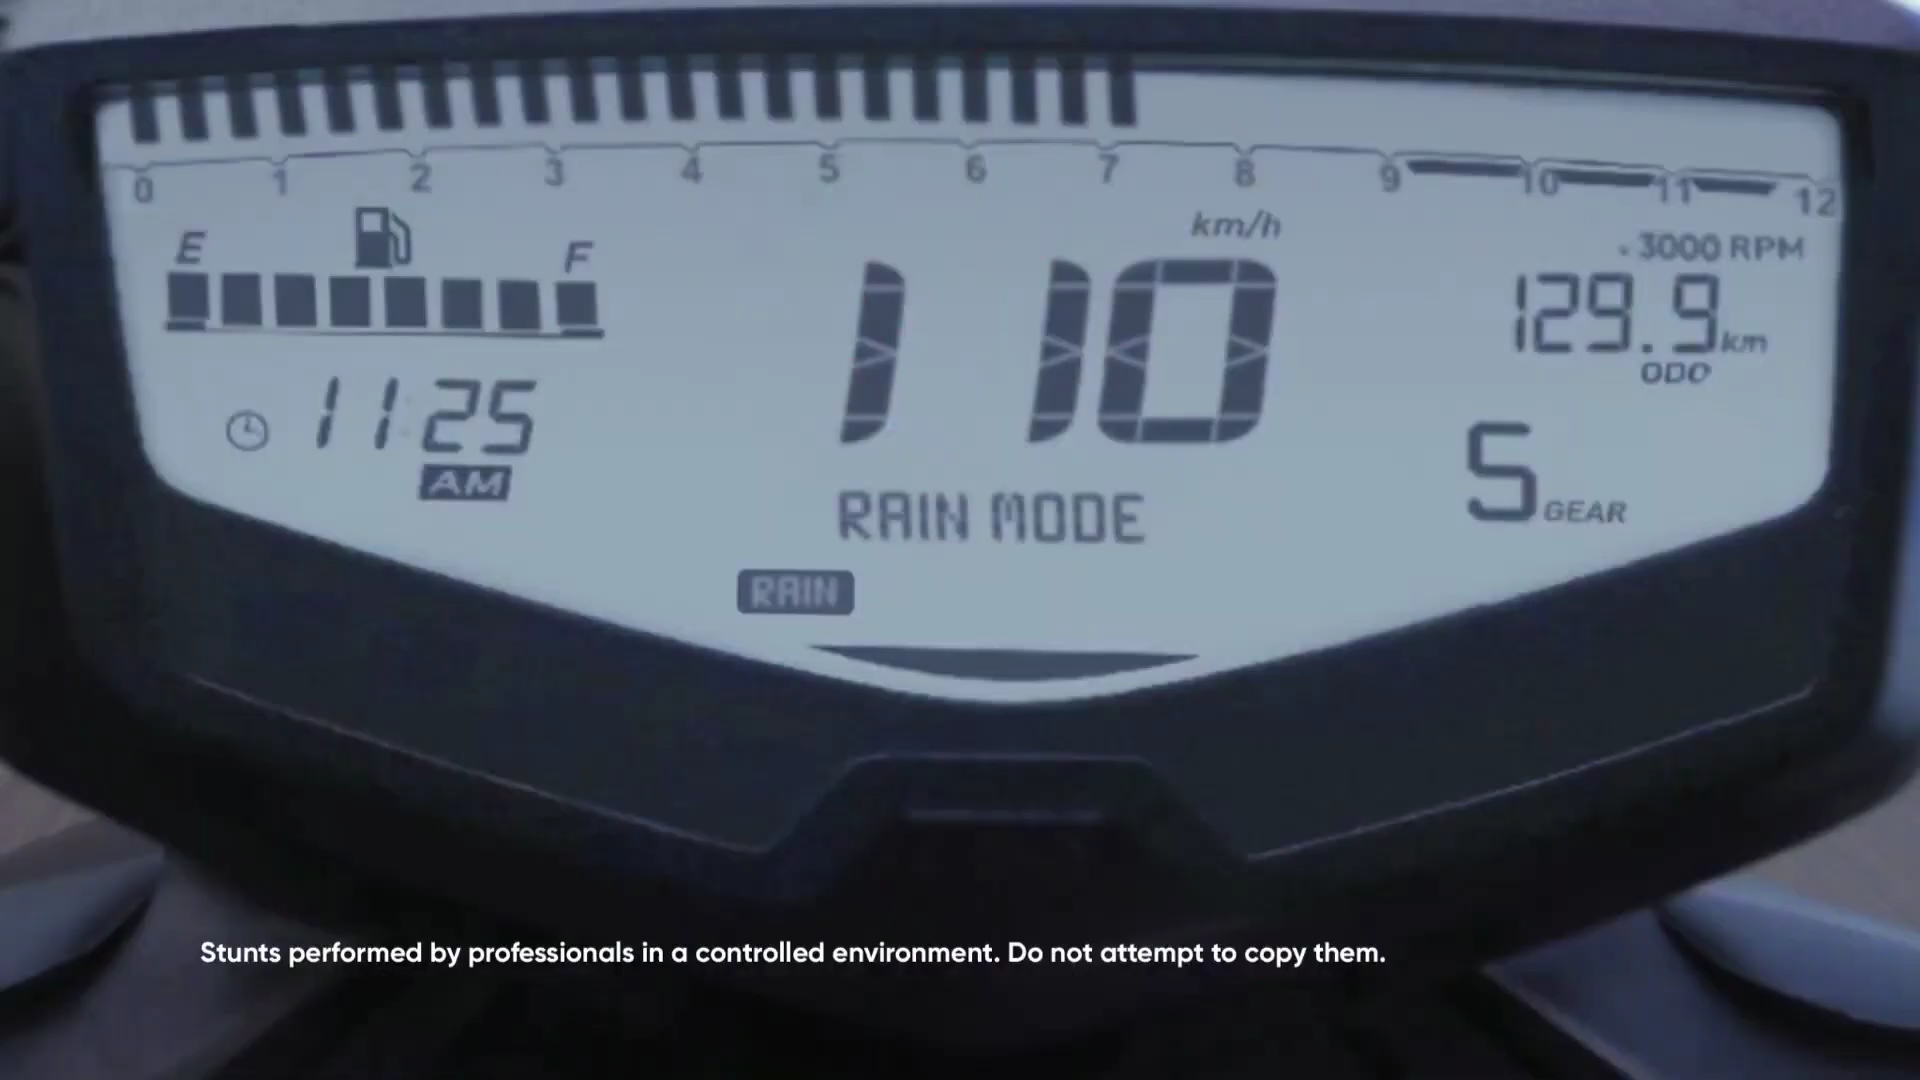 0 1 2 3 4 5 6 7 8 9 10 11 12
E F
km/h
- 3000 RPM
129.9 km
ODO
110
11:25
AM
5 GEAR
RAIN MODE
RAIN
Stunts performed by professionals in a controlled environment. Do not attempt to copy them.